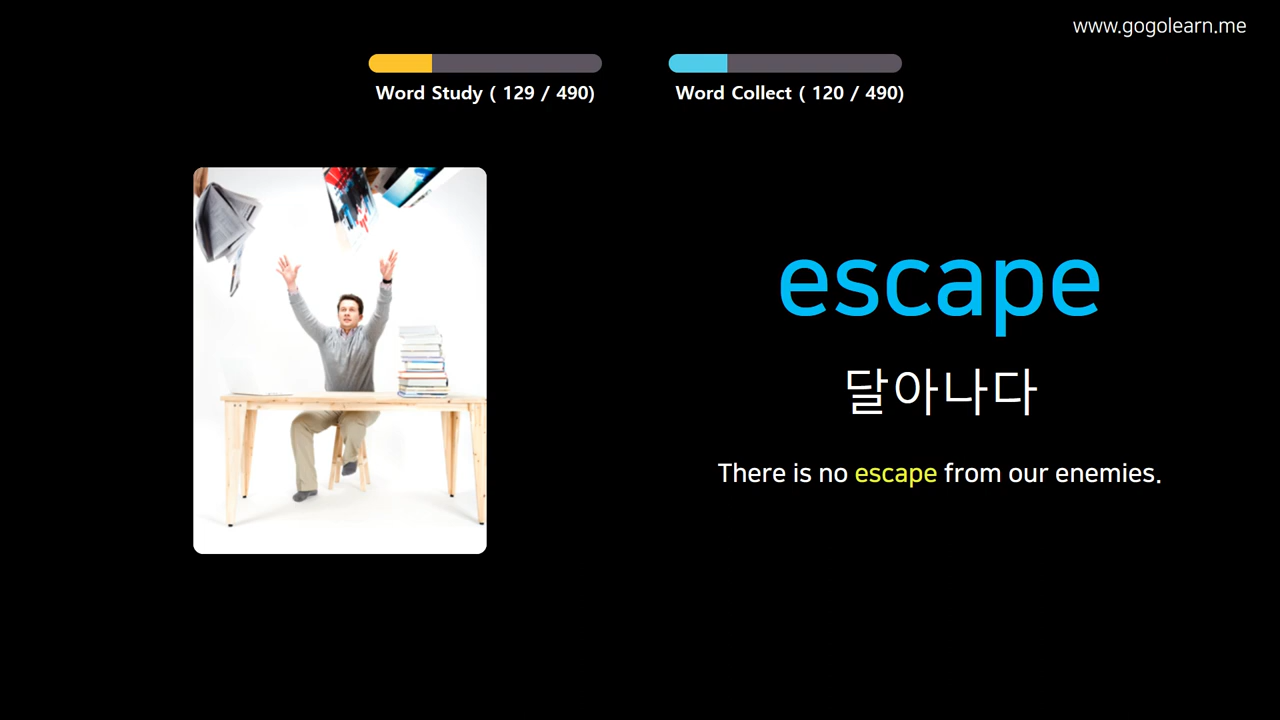 www.gogolearn.me
Word Study ( 129 / 490)
Word Collect ( 120 / 490)
escape
달아나다
There is no escape from our enemies.